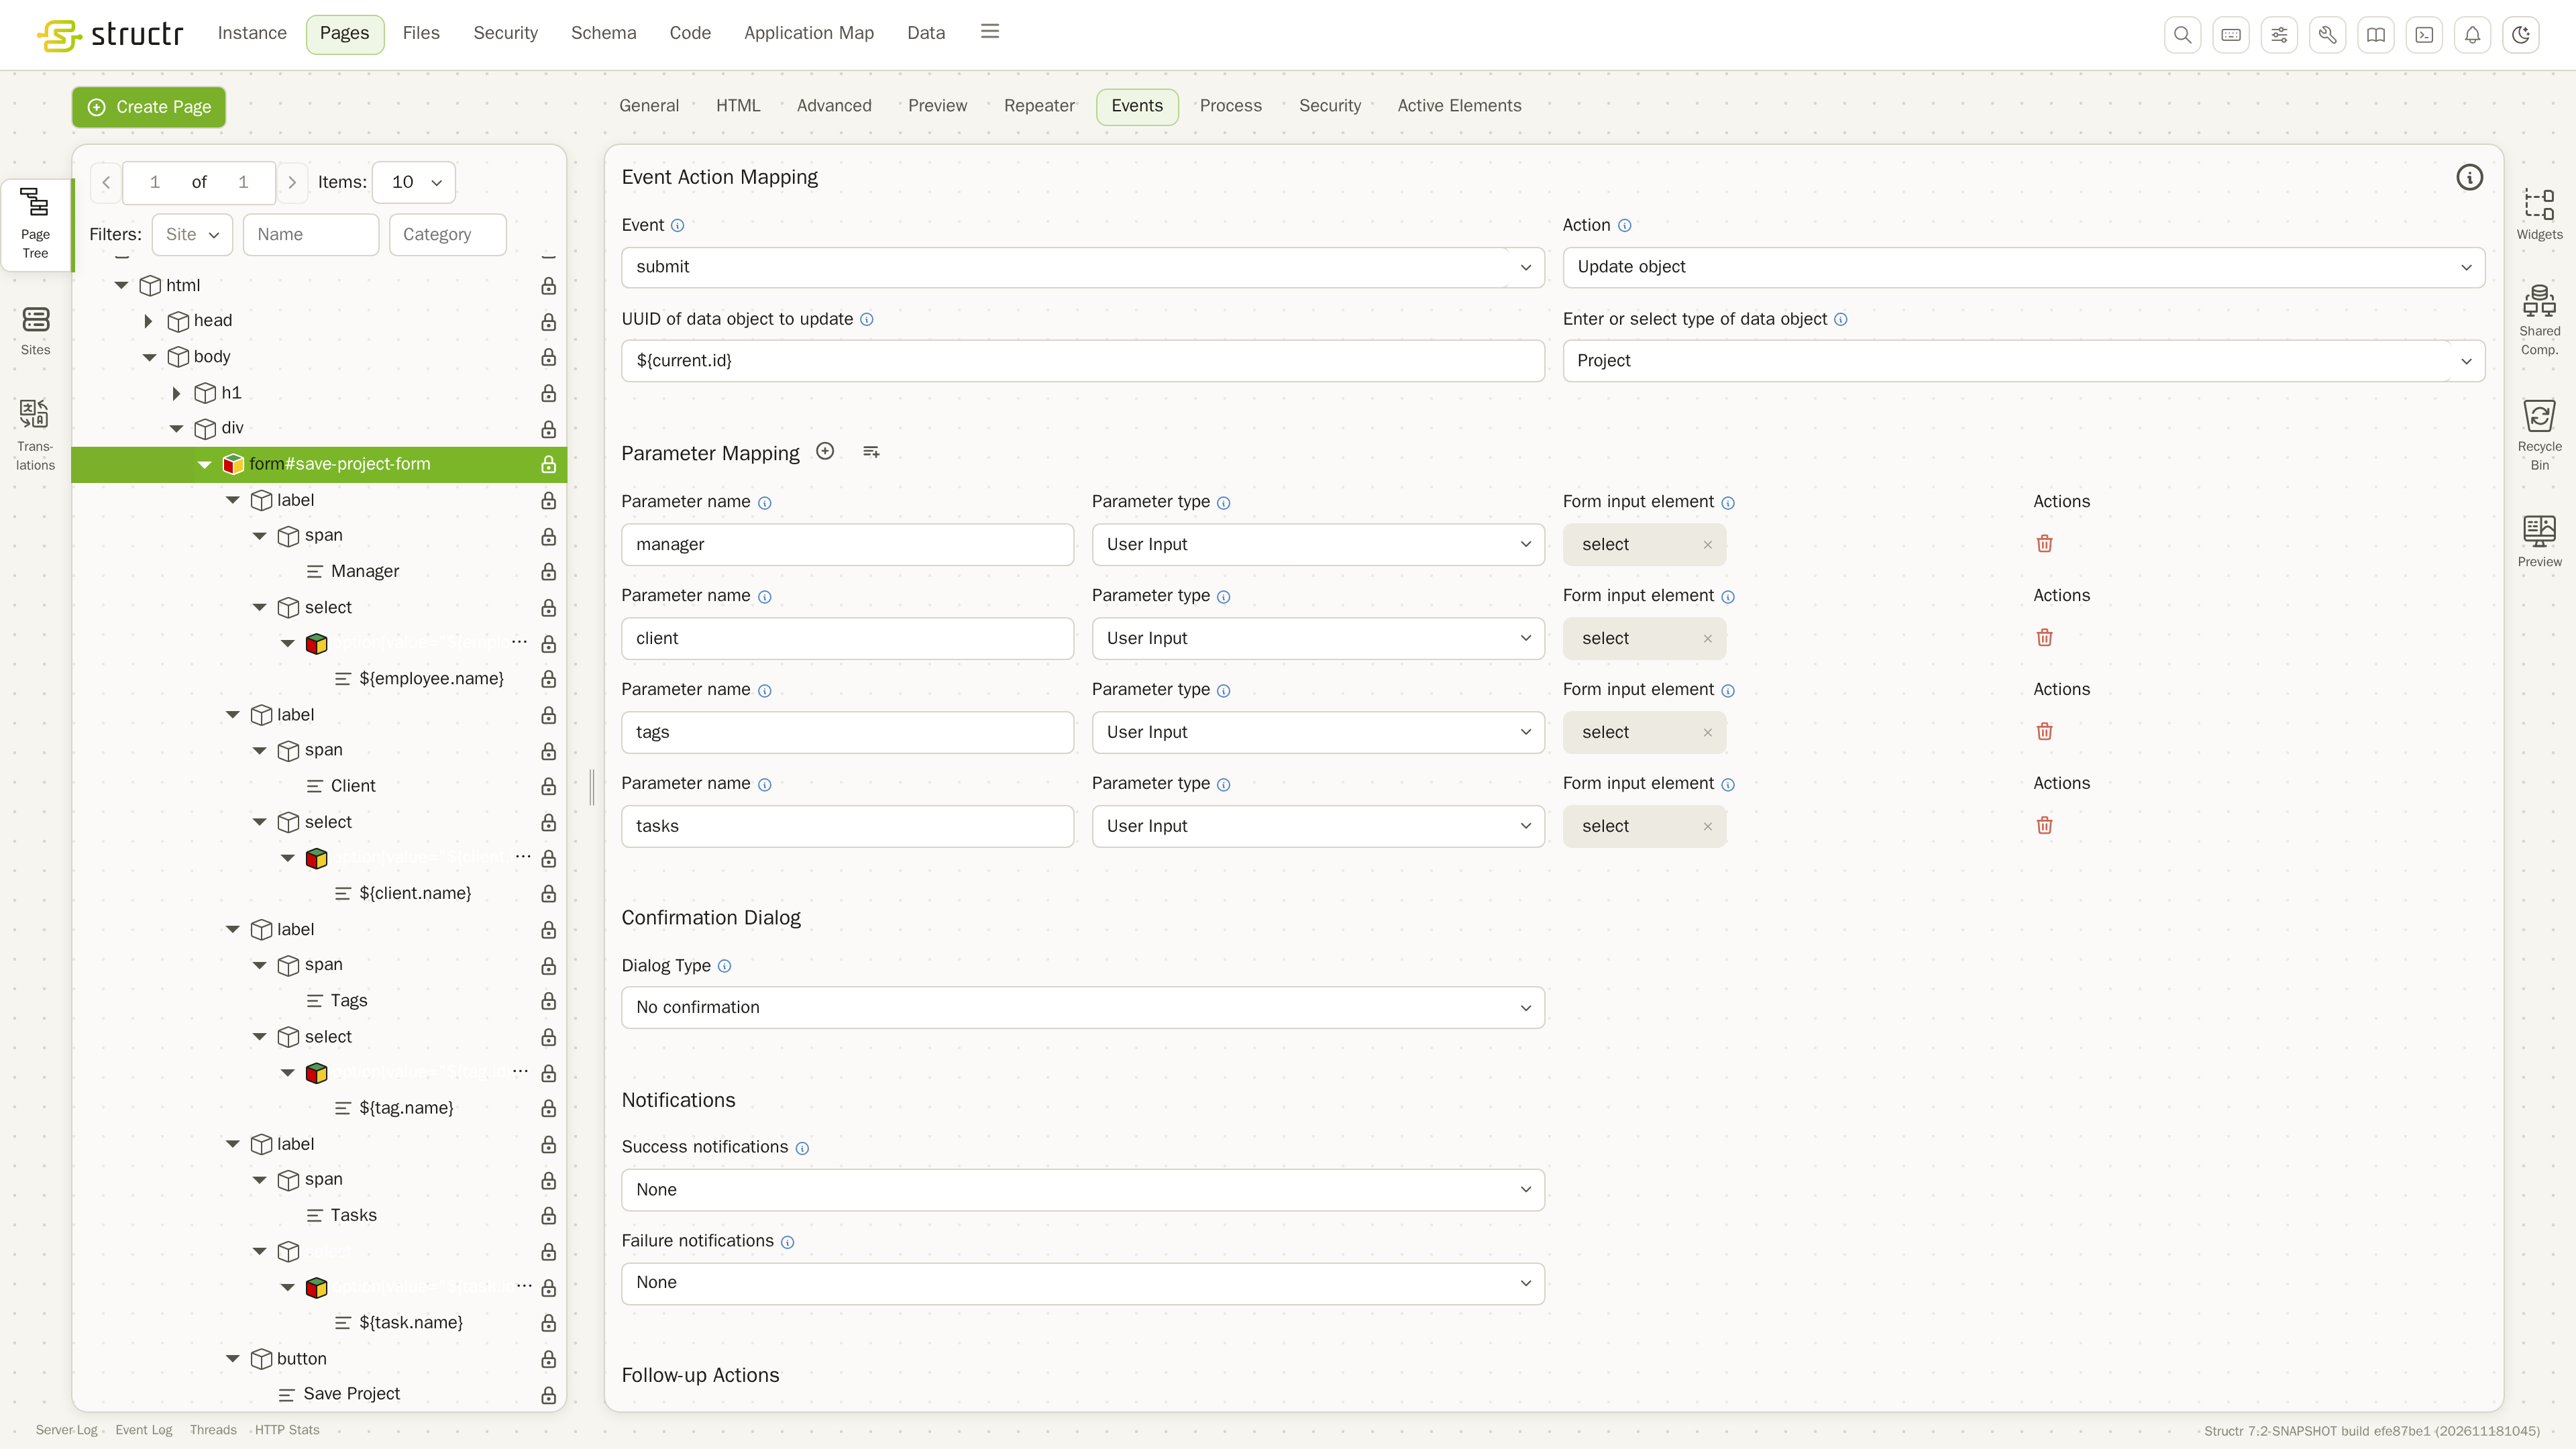 structr
Instance Pages Files Security Schema Code Application Map Data
Create Page
General HTML Advanced Preview Repeater Events Process Security Active Elements
Page
Tree
Sites
Trans-
lations
1 of 1 Items: 10
Filters: Site Name Category
html
head
body
h1
div
form#save-project-form
label
span
Manager
select
...
${employee.name}
label
span
Client
select
...
${client.name}
label
span
Tags
select
...
${tag.name}
label
span
Tasks
...
${task.name}
button
Save Project
Event Action Mapping
Event Action
submit Update object
UUID of data object to update Enter or select type of data object
${current.id} Project
Parameter Mapping
Parameter name Parameter type Form input element Actions
manager User Input select ×
Parameter name Parameter type Form input element Actions
client User Input select ×
Parameter name Parameter type Form input element Actions
tags User Input select ×
Parameter name Parameter type Form input element Actions
tasks User Input select ×
Confirmation Dialog
Dialog Type
No confirmation
Notifications
Success notifications
None
Failure notifications
None
Follow-up Actions
Widgets
Shared
Comp.
Recycle
Bin
Preview
Server Log Event Log Threads HTTP Stats
Structr 7.2-SNAPSHOT build efe87be1 (202611181045)